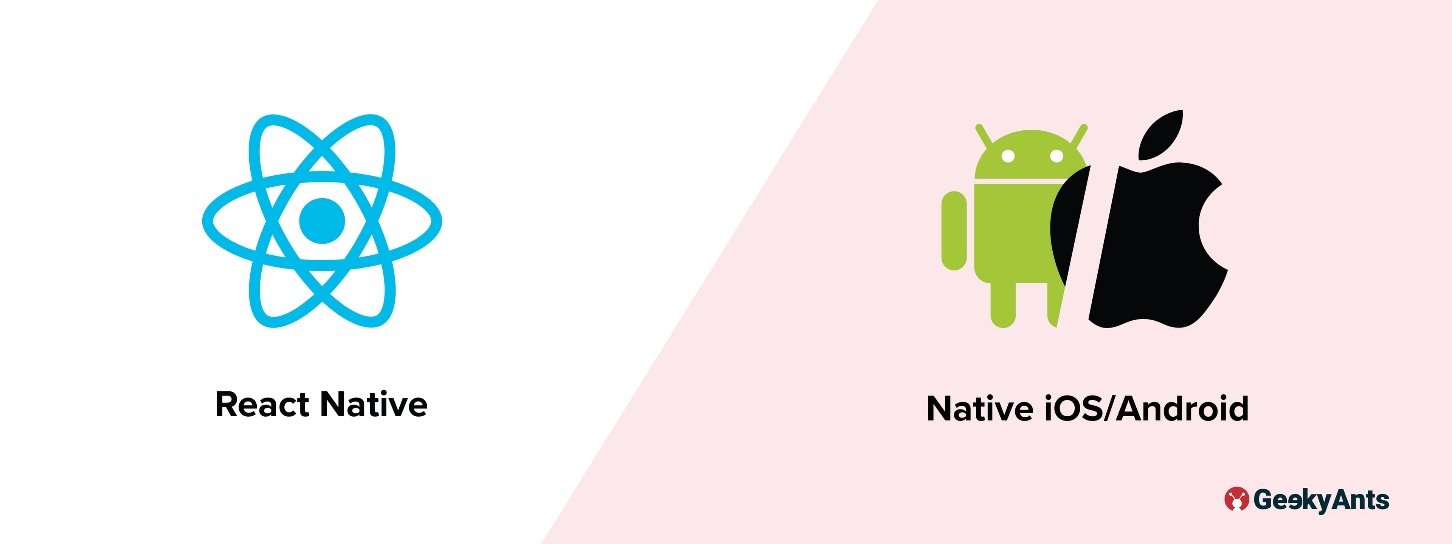 React Native
Native iOS/Android
GeekyAnts